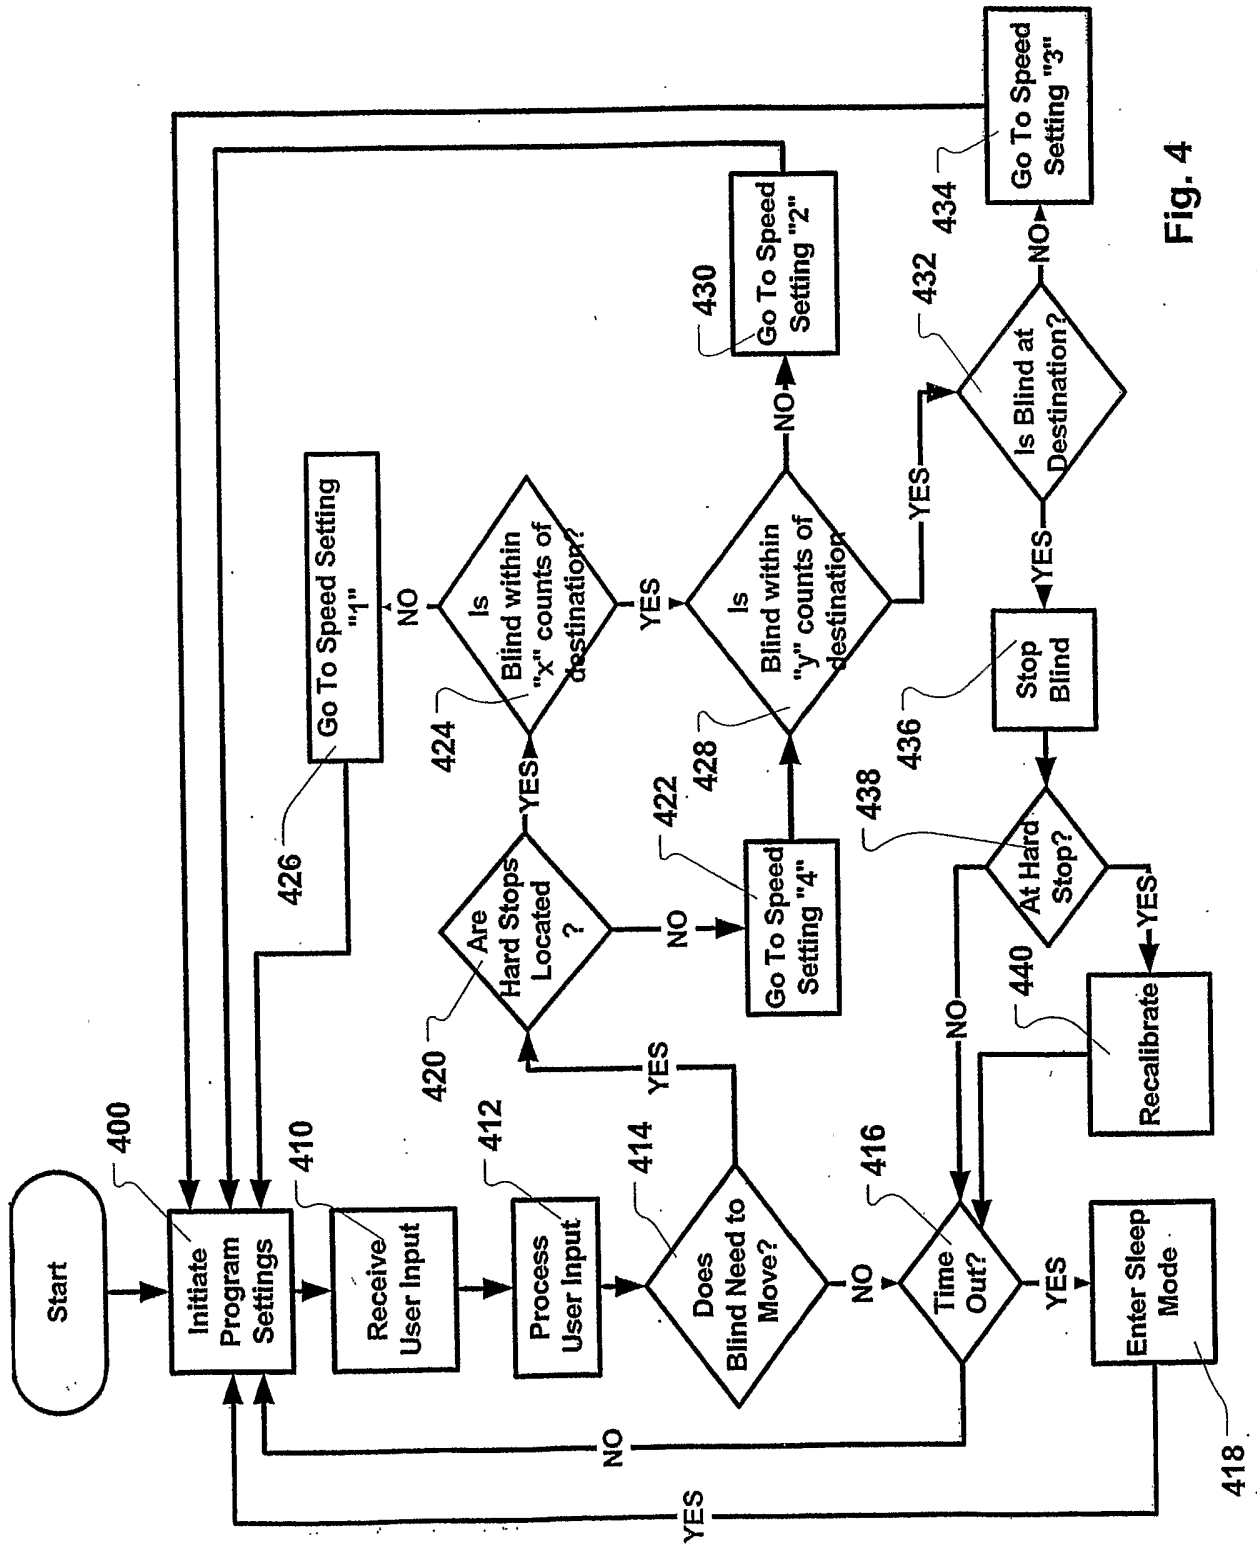 Start
400
Initiate
Program
Settings
410
Receive
User Input
412
Process
User Input
414
Does
Blind Need to
Move?
YES
NO
416
Time
Out?
NO
YES
418
Enter Sleep
Mode
YES
420
Are
Hard Stops
Located
?
YES
NO
422
Go To Speed
Setting "4"
424
Is
Blind within
"x" counts of
destination?
NO
YES
426
Go To Speed Setting
"1"
428
Is
Blind within
"y" counts of
destination
NO
YES
430
Go To Speed
Setting "2"
432
Is Blind at
Destination?
NO
YES
434
Go To Speed
Setting "3"
436
Stop
Blind
438
At Hard
Stop?
NO
YES
440
Recalibrate
Fig. 4